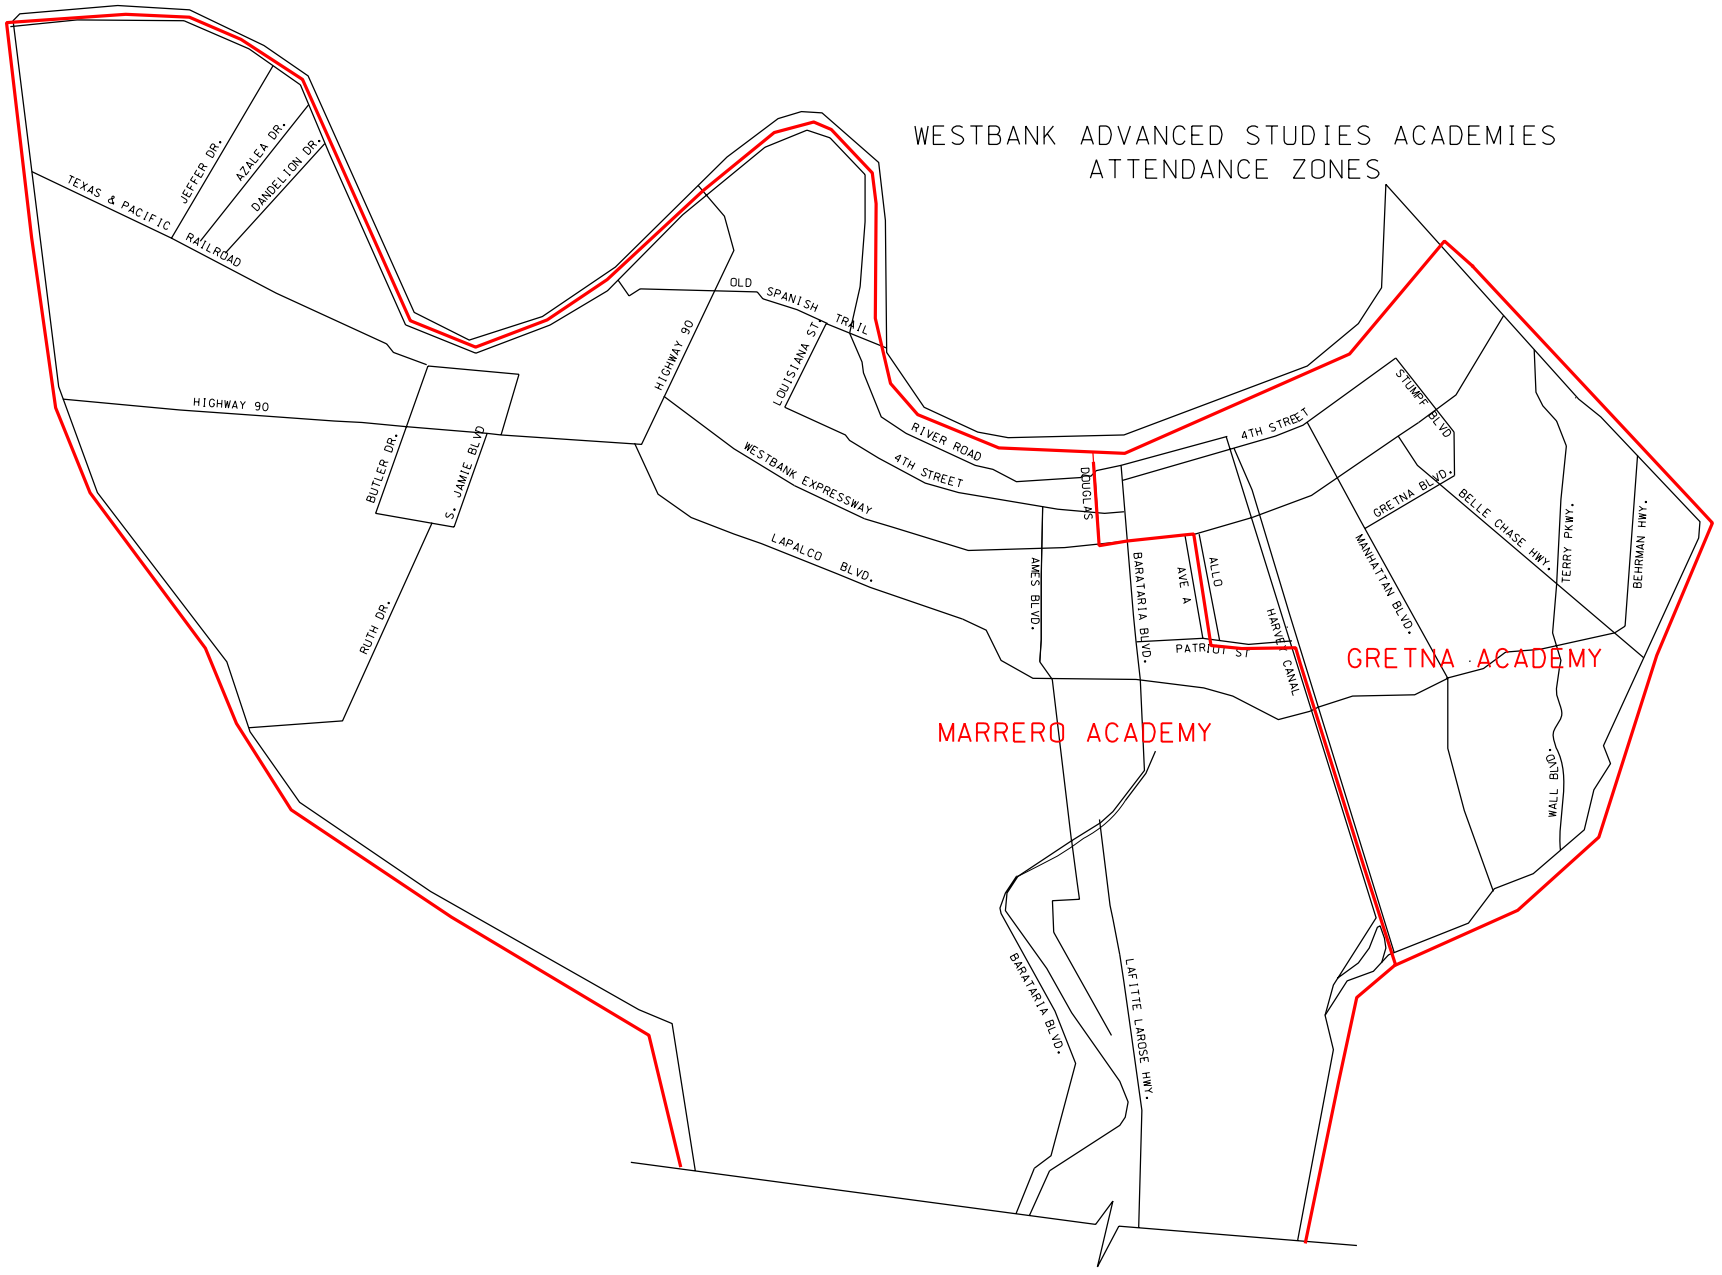 WESTBANK ADVANCED STUDIES ACADEMIES
ATTENDANCE ZONES
JEFFER DR.
AZALEA DR.
DANDELION DR.
TEXAS & PACIFIC RAILROAD
OLD SPANISH TRAIL
LOUISIANA ST.
HIGHWAY 90
HIGHWAY 90
RIVER ROAD
4TH STREET
4TH STREET
STUMPF BLVD
WESTBANK EXPRESSWAY
DOUGLAS
GRETNA BLVD.
BELLE CHASE HWY.
BUTLER DR.
S. JAMIE BLVD
LAPALCO BLVD.
AMES BLVD.
BARATARIA BLVD.
AVE A
ALLO
MANHATTAN BLVD.
TERRY PKWY.
BEHRMAN HWY.
RUTH DR.
PATRIOT ST
HARVEY CANAL
GRETNA ACADEMY
MARRERO ACADEMY
WALL BLVD.
BARATARIA BLVD.
LAFITTE LAROSE HWY.